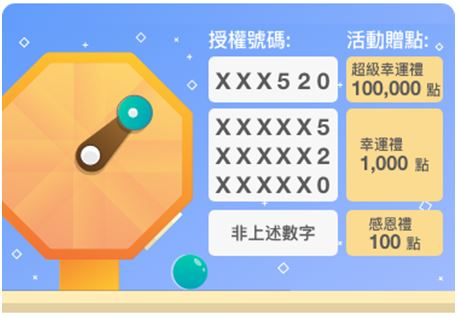 授權號碼: 活動贈點:
XXX520 超級幸運禮
100,000 點
XXXXX5
XXXXX2
XXXXX0
幸運禮
1,000 點
非上述數字 感恩禮
100 點